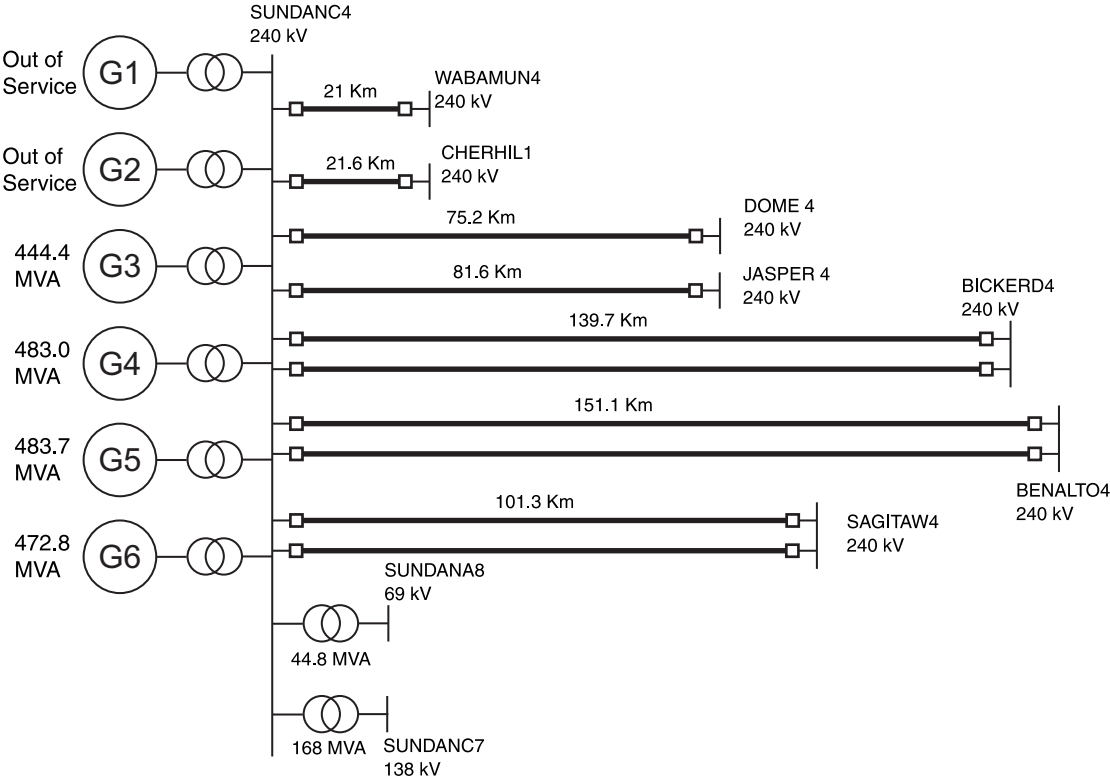 SUNDANC4
240 kV
Out of
Service
G1
21 Km
WABAMUN4
240 kV
Out of
Service
G2
21.6 Km
CHERHIL1
240 kV
75.2 Km
DOME 4
240 kV
444.4
MVA
G3
81.6 Km
JASPER 4
240 kV
BICKERD4
240 kV
139.7 Km
483.0
MVA
G4
151.1 Km
483.7
MVA
G5
BENALTO4
240 kV
101.3 Km
SAGITAW4
240 kV
472.8
MVA
G6
SUNDANA8
69 kV
44.8 MVA
168 MVA
SUNDANC7
138 kV